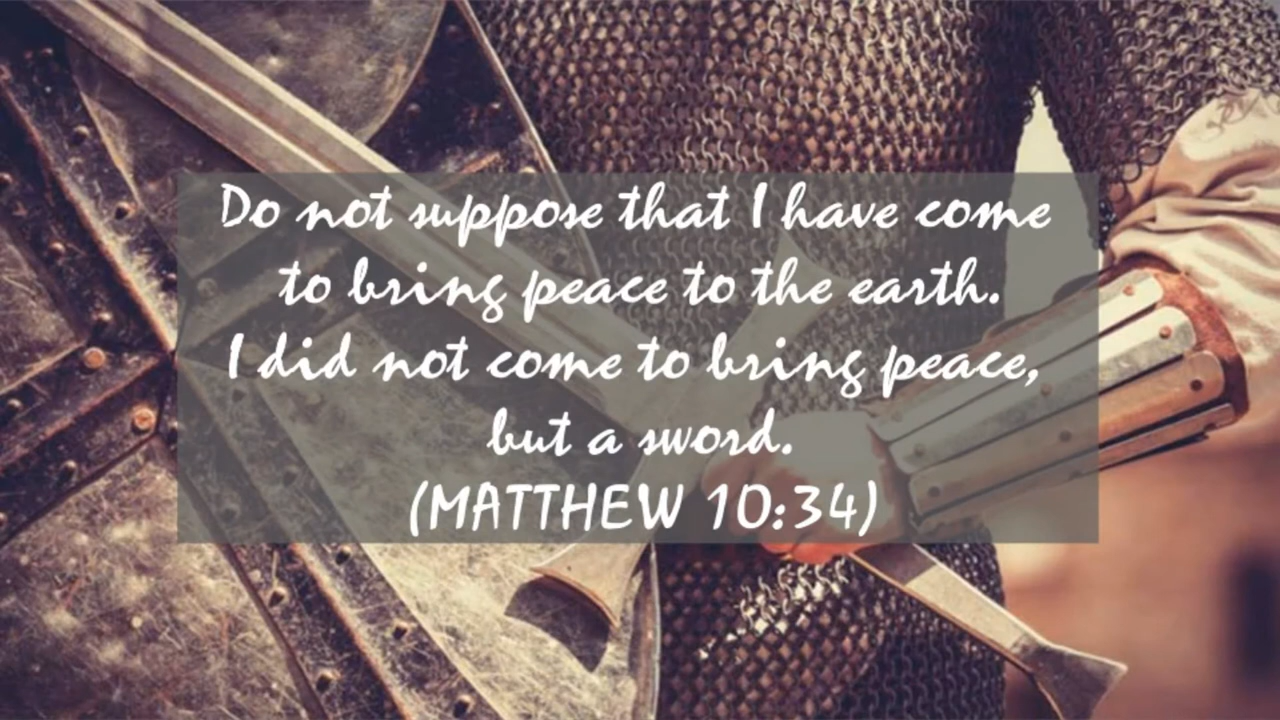 Do not suppose that I have come
to bring peace to the earth.
I did not come to bring peace,
but a sword.
(MATTHEW 10:34)